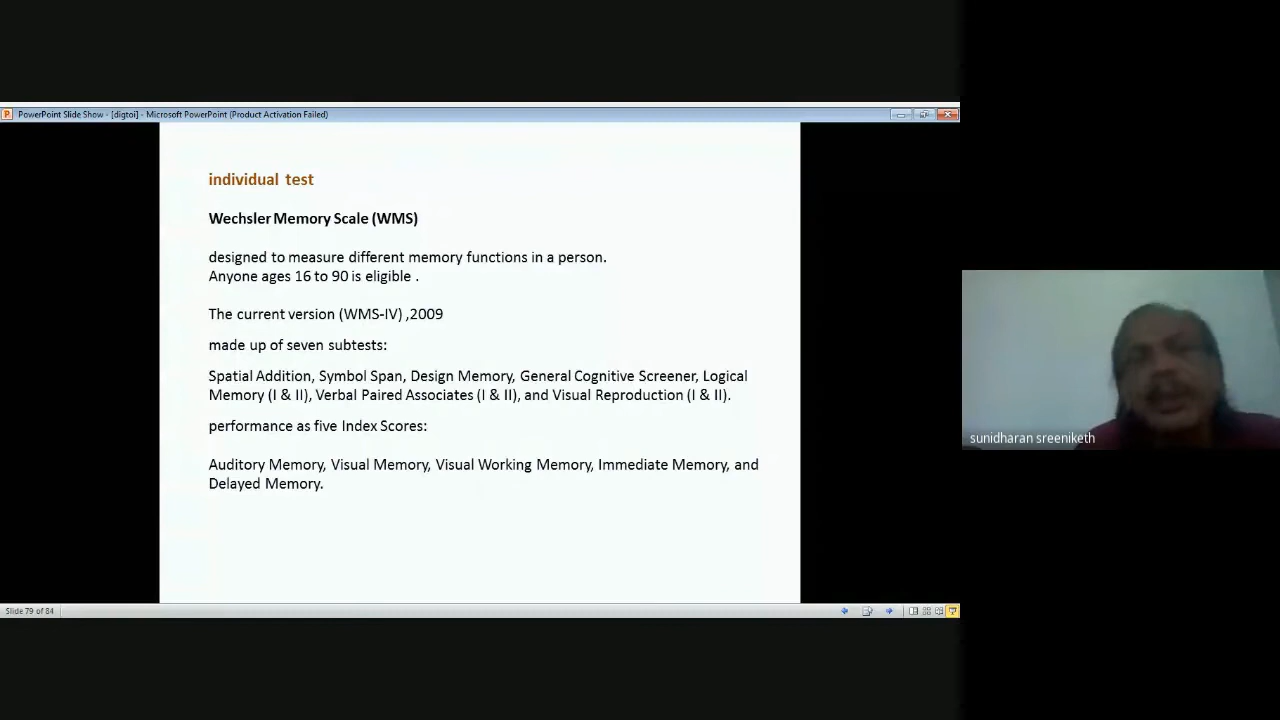 PowerPoint Slide Show - [digtoi] - Microsoft PowerPoint (Product Activation Failed)
individual test
Wechsler Memory Scale (WMS)
designed to measure different memory functions in a person.
Anyone ages 16 to 90 is eligible .
The current version (WMS-IV) ,2009
made up of seven subtests:
Spatial Addition, Symbol Span, Design Memory, General Cognitive Screener, Logical
Memory (I & II), Verbal Paired Associates (I & II), and Visual Reproduction (I & II).
performance as five Index Scores:
Auditory Memory, Visual Memory, Visual Working Memory, Immediate Memory, and
Delayed Memory.
sunidharan sreeniketh
Slide 79 of 84